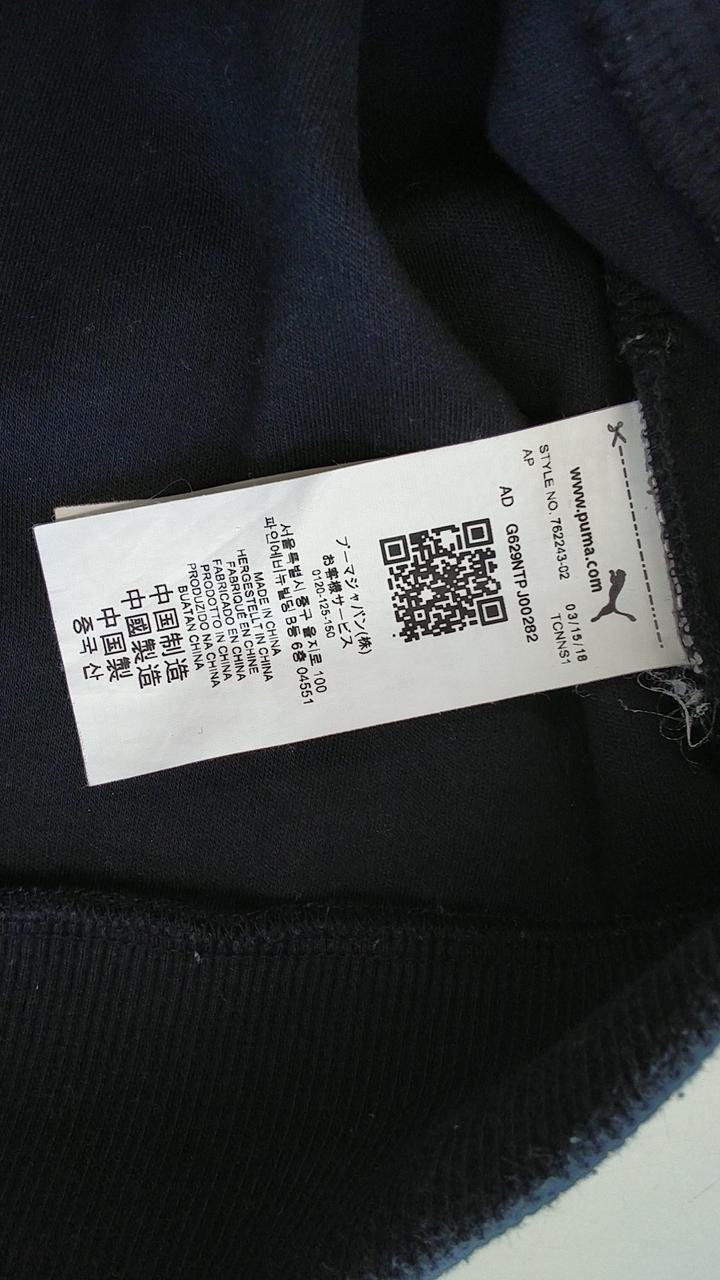 www.puma.com
STYLE NO. 762243-02 03/15/18
AP TCNNS1
AD G629NTP J00282
プーマジャパン(株)
お客様サービス
0120-125-150
서울특별시 중구 을지로 100
파인에비뉴빌딩 B동 6층 04551
MADE IN CHINA
HERGESTELLT IN CHINA
FABRIQUÉ EN CHINE
FABRICADO EN CHINA
PRODOTTO IN CHINA
PRODUZIDO NA CHINA
BUATAN CHINA
中国制造
中國製造
中国製
중국산